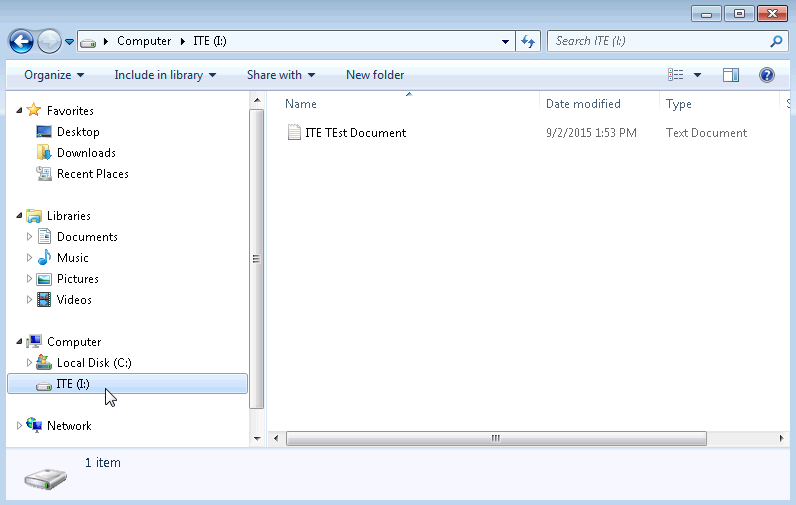 Computer ▸ ITE (I:)
Search ITE (I:)
Organize
Include in library
Share with
New folder
Favorites
Desktop
Downloads
Recent Places
Libraries
Documents
Music
Pictures
Videos
Computer
Local Disk (C:)
ITE (I:)
Network
Name
Date modified
Type
S
ITE TEst Document
9/2/2015 1:53 PM
Text Document
1 item